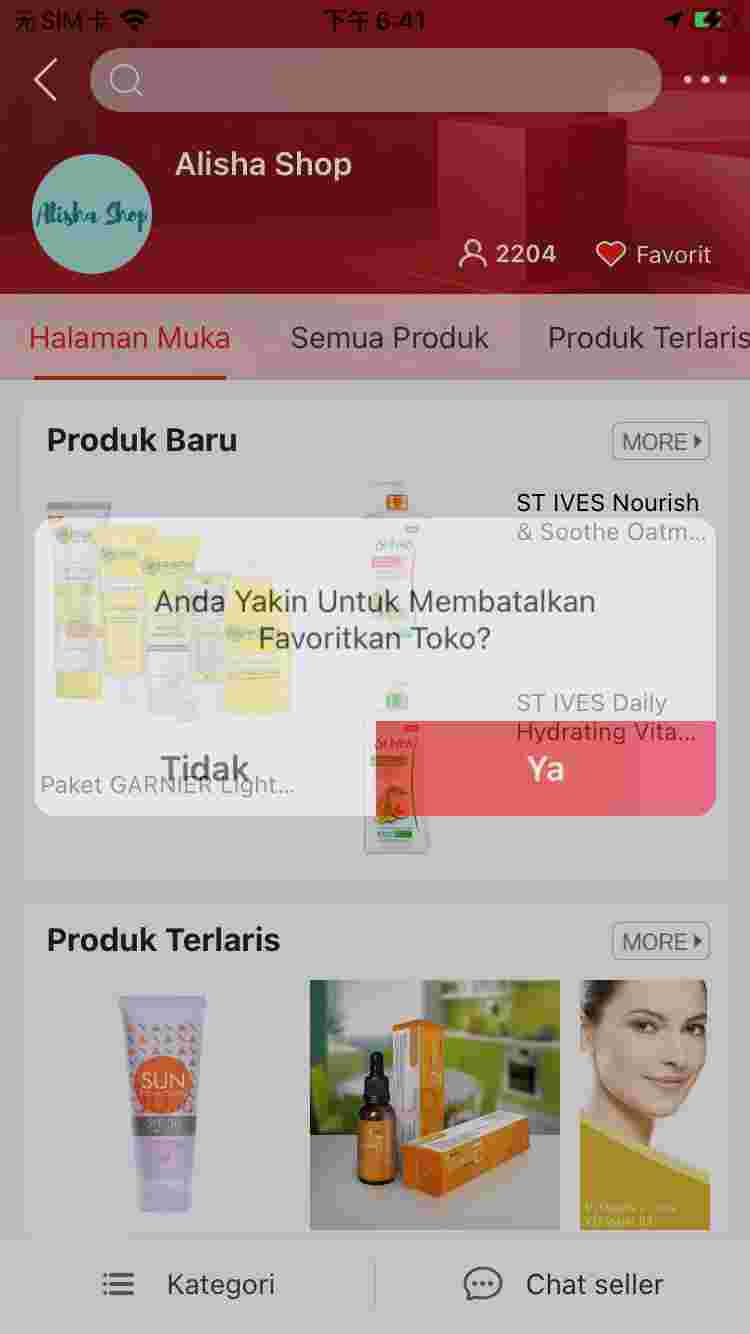 无SIM卡
下午 6:41
Alisha Shop
Alisha Shop
2204
Favorit
Halaman Muka
Semua Produk
Produk Terlaris
Produk Baru
MORE
ST IVES Nourish
& Soothe Oatm...
Anda Yakin Untuk Membatalkan
Favoritkan Toko?
ST IVES Daily
Hydrating Vita...
Tidak
Ya
Paket GARNIER Light...
Produk Terlaris
MORE
SUN
Kategori
Chat seller